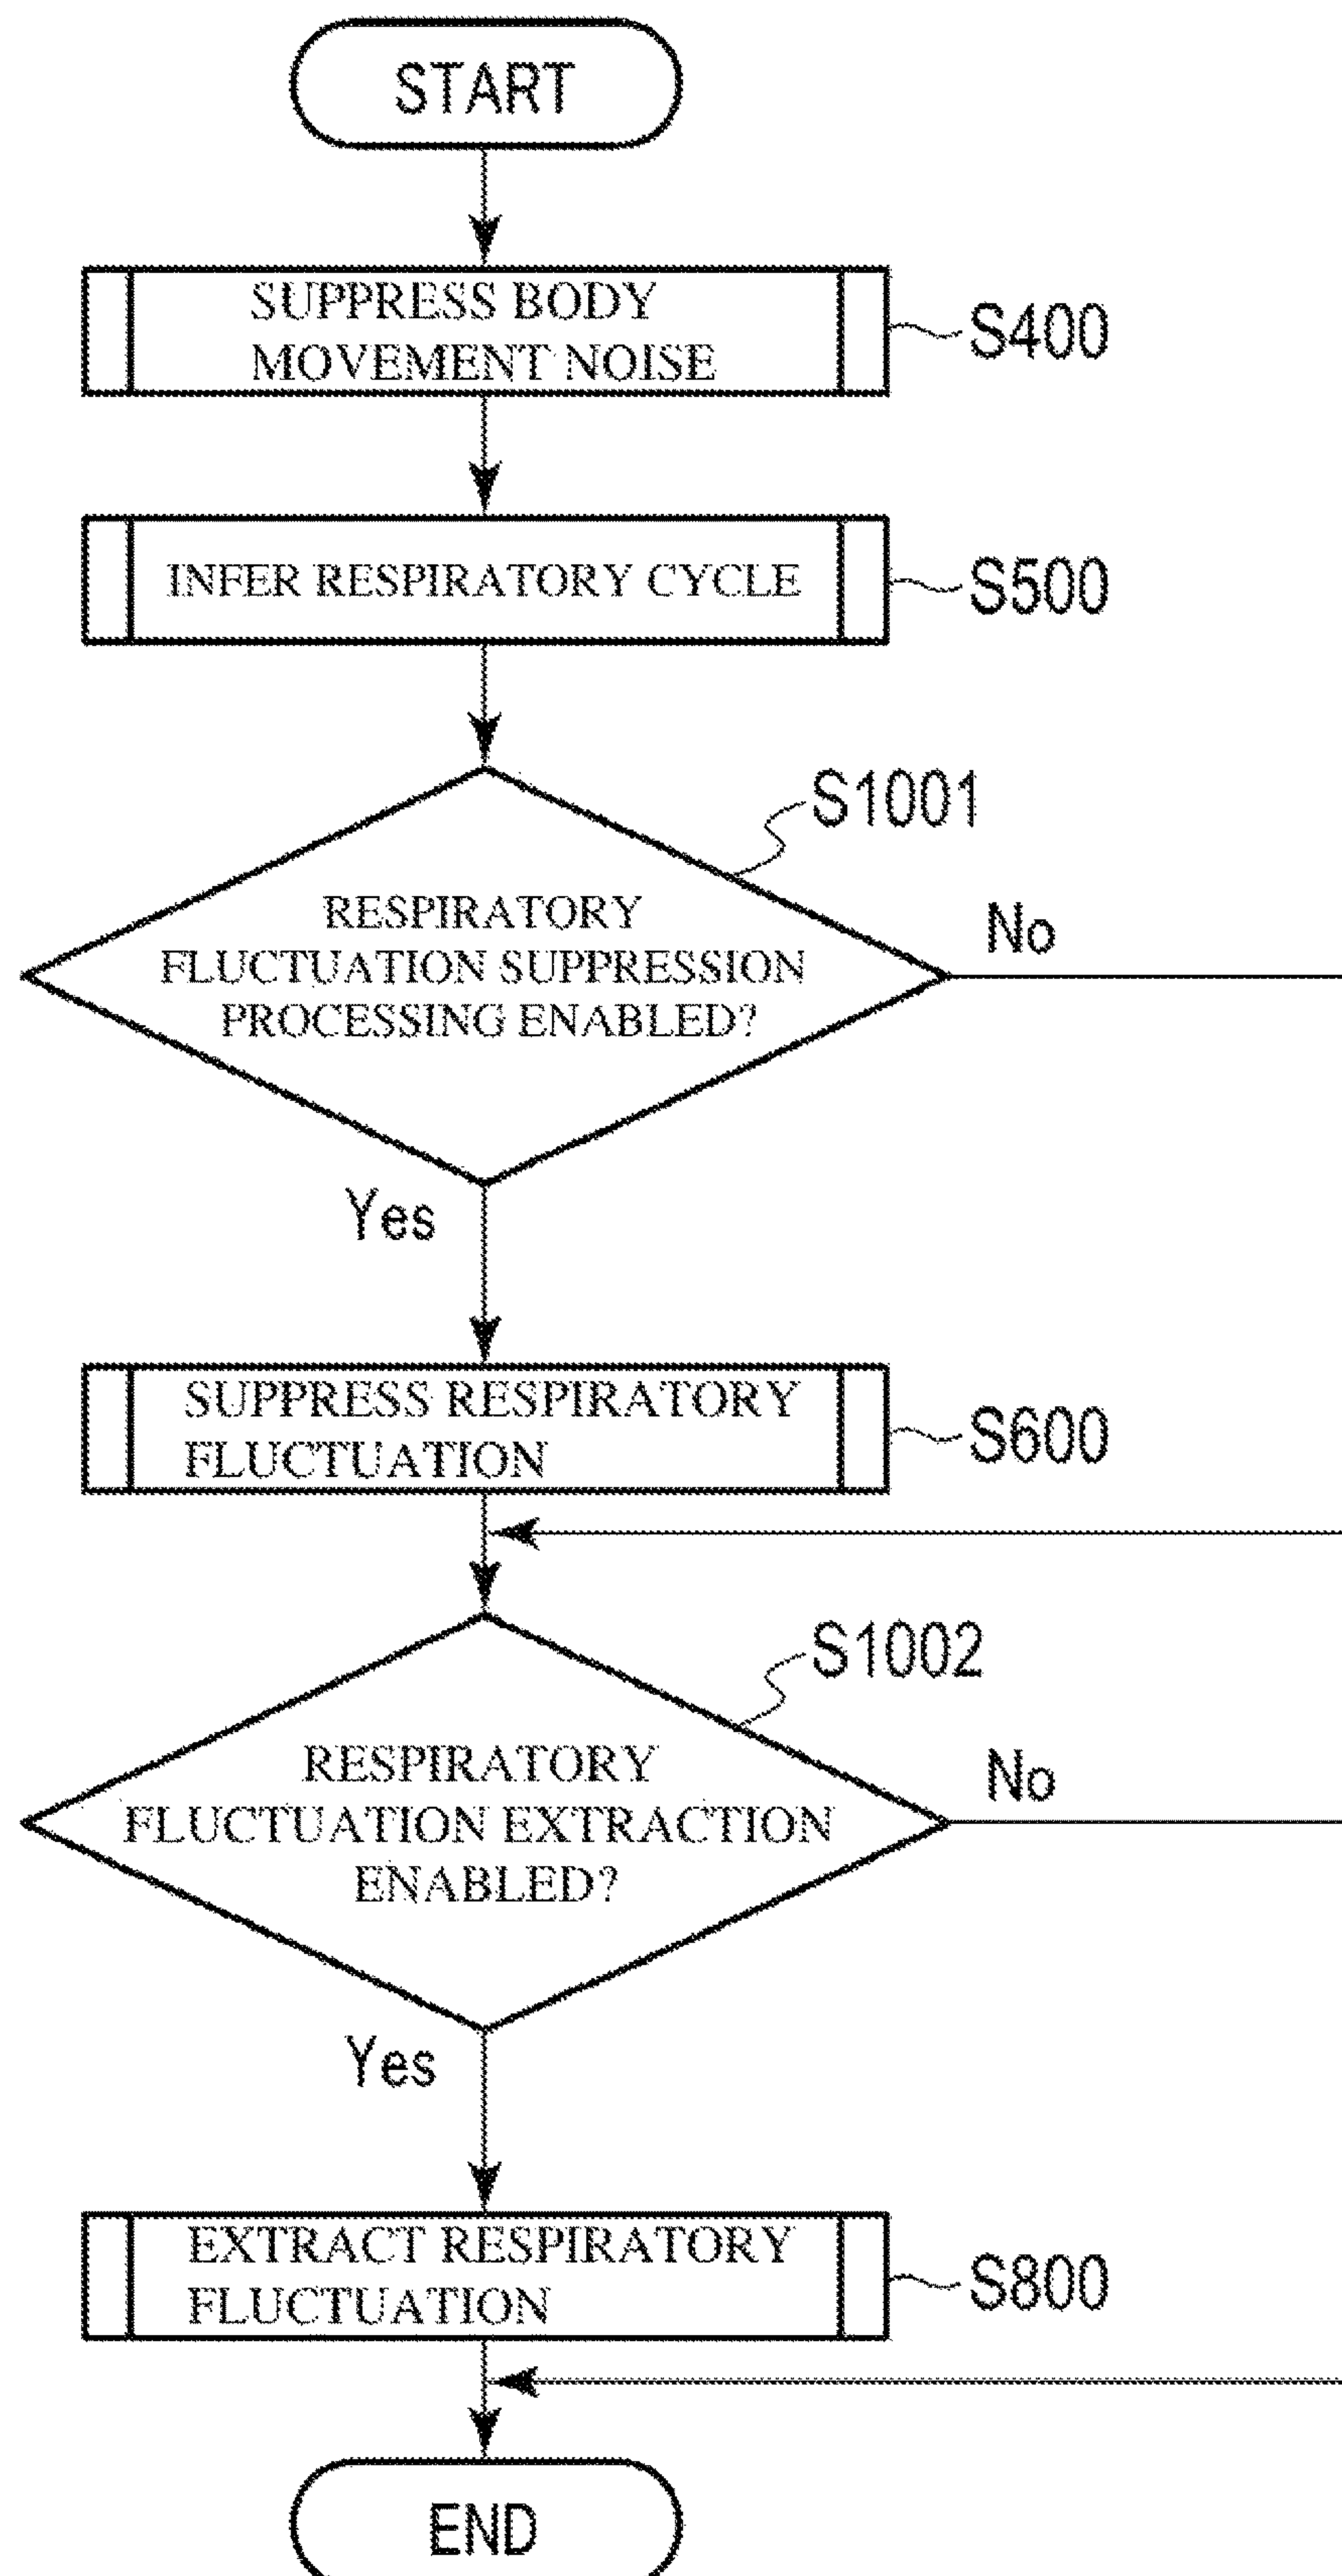 START
SUPPRESS BODY
MOVEMENT NOISE
S400
INFER RESPIRATORY CYCLE
S500
S1001
RESPIRATORY
FLUCTUATION SUPPRESSION
PROCESSING ENABLED?
No
Yes
SUPPRESS RESPIRATORY
FLUCTUATION
S600
S1002
RESPIRATORY
FLUCTUATION EXTRACTION
ENABLED?
No
Yes
EXTRACT RESPIRATORY
FLUCTUATION
S800
END